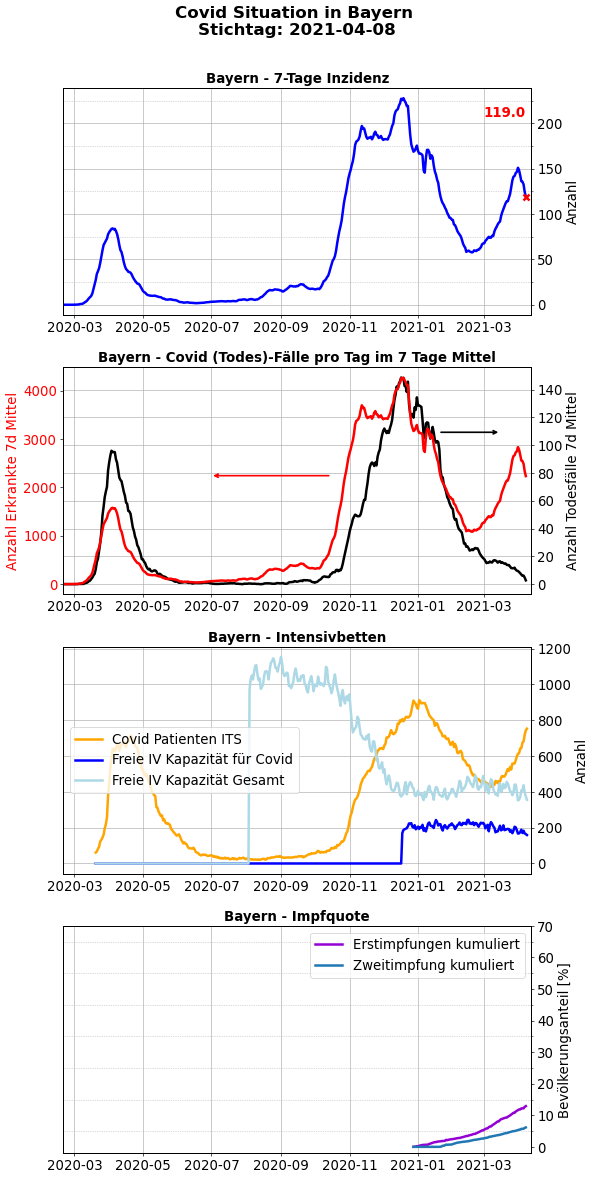 Covid Situation in Bayern
Stichtag: 2021-04-08
Bayern - 7-Tage Inzidenz
119.0
200
150
100
50
0
Anzahl
2020-03 2020-05 2020-07 2020-09 2020-11 2021-01 2021-03
Bayern - Covid (Todes)-Fälle pro Tag im 7 Tage Mittel
Anzahl Erkrankte 7d Mittel
4000
3000
2000
1000
0
140
120
100
80
60
40
20
0
Anzahl Todesfälle 7d Mittel
2020-03 2020-05 2020-07 2020-09 2020-11 2021-01 2021-03
Bayern - Intensivbetten
Covid Patienten ITS
Freie IV Kapazität für Covid
Freie IV Kapazität Gesamt
1200
1000
800
600
400
200
0
Anzahl
2020-03 2020-05 2020-07 2020-09 2020-11 2021-01 2021-03
Bayern - Impfquote
Erstimpfungen kumuliert
Zweitimpfung kumuliert
70
60
50
40
30
20
10
0
Bevölkerungsanteil [%]
2020-03 2020-05 2020-07 2020-09 2020-11 2021-01 2021-03